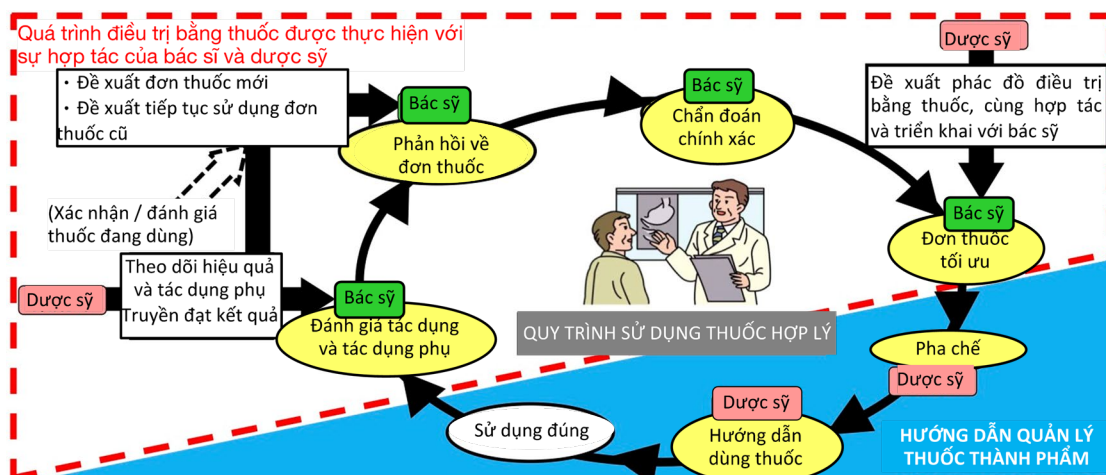 Quá trình điều trị bằng thuốc được thực hiện với
sự hợp tác của bác sĩ và dược sỹ
・Đề xuất đơn thuốc mới
・Đề xuất tiếp tục sử dụng đơn
thuốc cũ
Bác sỹ
Phản hồi về
đơn thuốc
Bác sỹ
Chẩn đoán
chính xác
Dược sỹ
Đề xuất phác đồ điều trị
bằng thuốc, cùng hợp tác
và triển khai với bác sỹ
Bác sỹ
Đơn thuốc
tối ưu
(Xác nhận / đánh giá
thuốc đang dùng)
Dược sỹ
Theo dõi hiệu quả
và tác dụng phụ
Truyền đạt kết quả
Bác sỹ
Đánh giá tác dụng
và tác dụng phụ
QUY TRÌNH SỬ DỤNG THUỐC HỢP LÝ
Pha chế
Dược sỹ
Dược sỹ
Hướng dẫn
dùng thuốc
Sử dụng đúng
HƯỚNG DẪN QUẢN LÝ
THUỐC THÀNH PHẨM